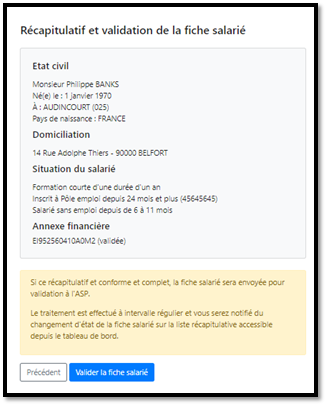 Récapitulatif et validation de la fiche salarié
Etat civil
Monsieur Philippe BANKS
Né(e) le : 1 janvier 1970
À : AUDINCOURT (025)
Pays de naissance : FRANCE
Domiciliation
14 Rue Adolphe Thiers - 90000 BELFORT
Situation du salarié
Formation courte d'une durée d'un an
Inscrit à Pôle emploi depuis 24 mois et plus (45645645)
Salarié sans emploi depuis de 6 à 11 mois
Annexe financière
EI952560410A0M2 (validée)
Si ce récapitulatif et conforme et complet, la fiche salarié sera envoyée pour
validation à l'ASP.
Le traitement est effectué à intervalle régulier et vous serez notifié du
changement d'état de la fiche salarié sur la liste récapitulative accessible
depuis le tableau de bord.
Précédent
Valider la fiche salarié